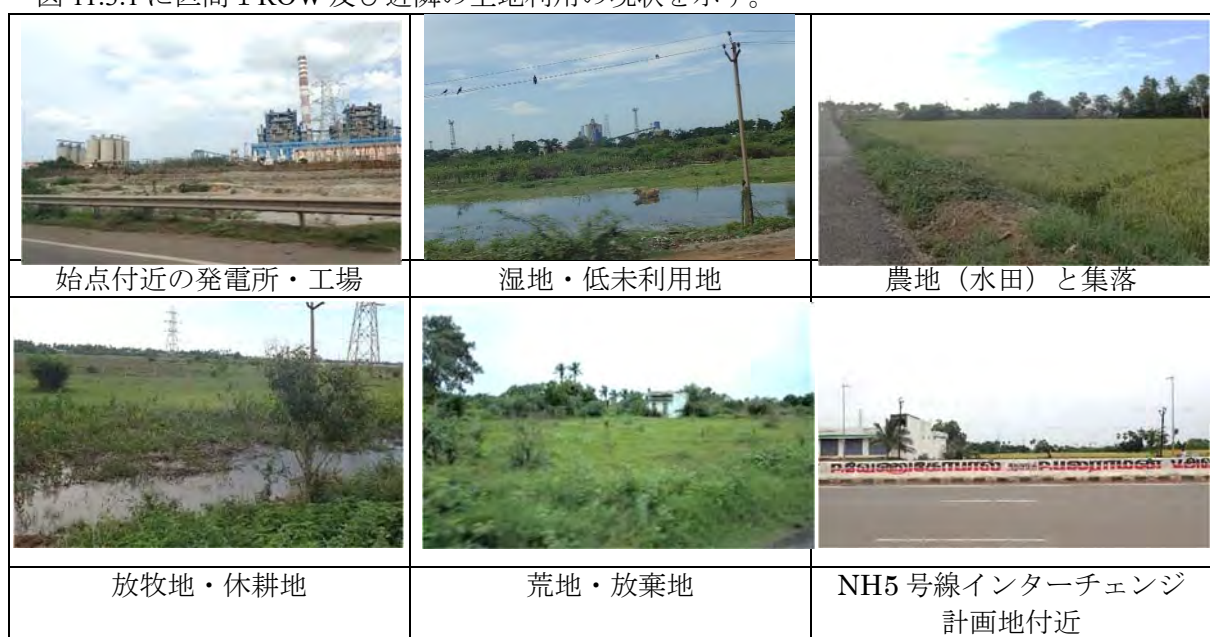 図 11.3.1 に区間 1 ROW 及び近隣の土地利用の現状を示す。
始点付近の発電所・工場
湿地・低未利用地
農地（水田）と集落
放牧地・休耕地
荒地・放棄地
NH5 号線インターチェンジ
計画地付近